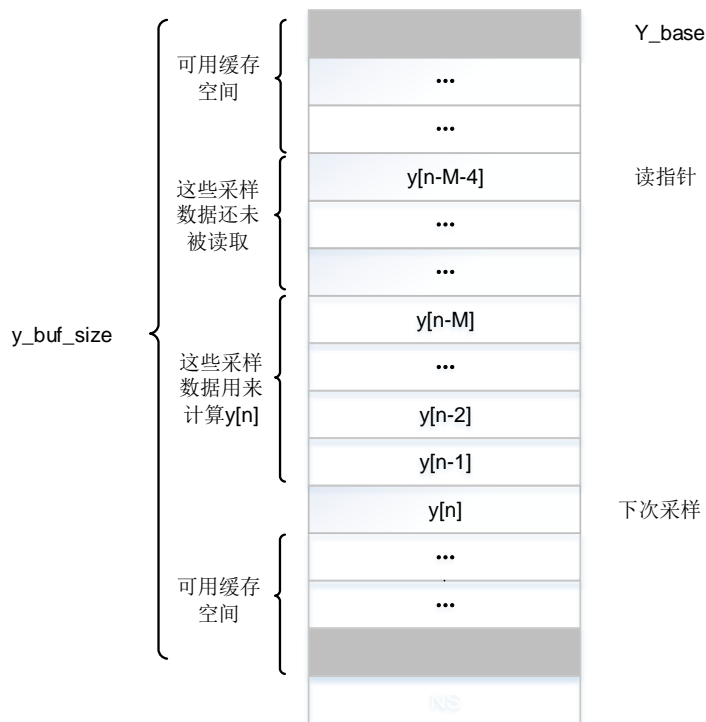 Y_base
可用缓存
空间
...
...
y[n-M-4]
读指针
这些采样
数据还未
被读取
...
...
y_buf_size
y[n-M]
这些采样
数据用来
计算y[n]
...
y[n-2]
y[n-1]
y[n]
下次采样
...
可用缓存
空间
...
NS